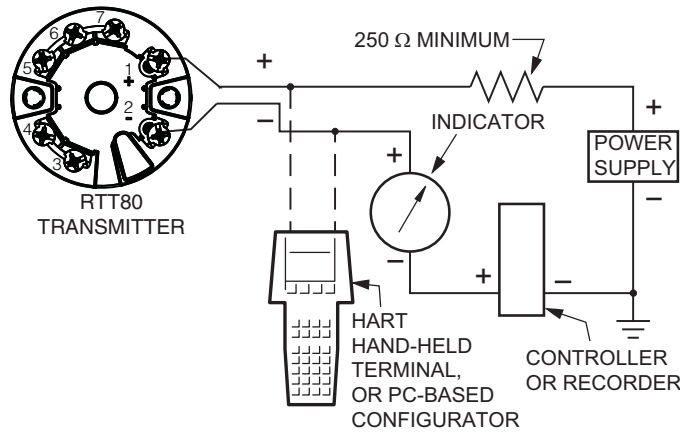 7
6
5
1
+
2
-
4
3
RTT80
TRANSMITTER
+
−
250 Ω MINIMUM
INDICATOR
+
−
+
POWER
SUPPLY
−
+
−
HART
HAND-HELD
TERMINAL,
OR PC-BASED
CONFIGURATOR
CONTROLLER
OR RECORDER